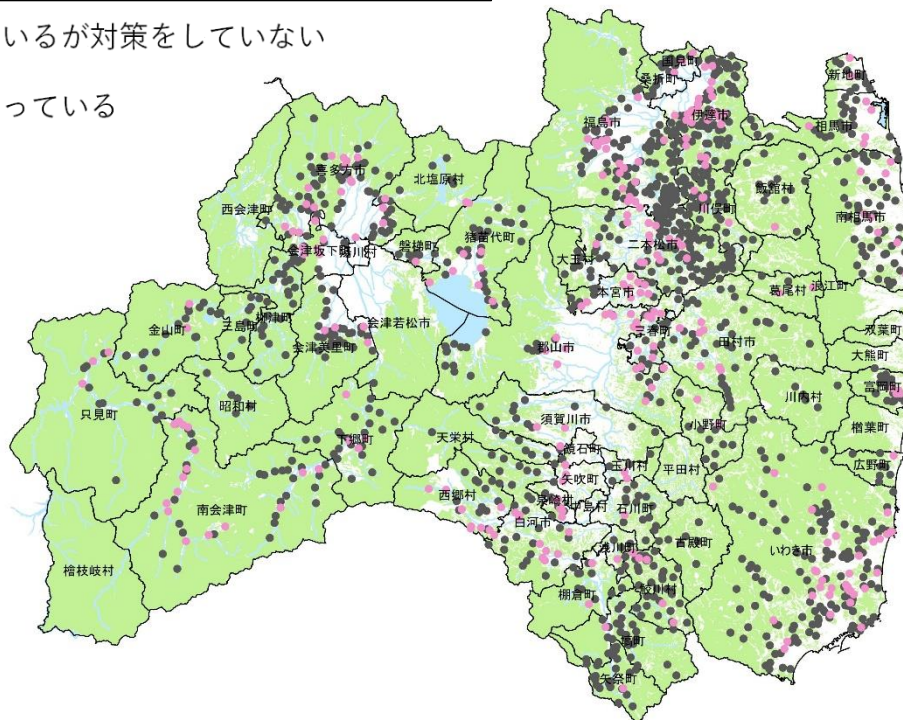 いるが対策をしていない
っている
国見町
桑折町
新地町
伊達市
福島市
相馬市
喜多方市
北塩原村
飯舘村
西会津町
川俣町
南相馬市
猪苗代町
会津坂下町
湯川村
磐梯町
二本松市
大玉村
本宮市
葛尾村
浪江町
柳津町
三島町
金山町
会津若松市
双葉町
三春町
会津美里町
郡山市
田村市
大熊町
富岡町
只見町
昭和村
川内村
須賀川市
小野町
楢葉町
下郷町
天栄村
鏡石町
玉川村
平田村
広野町
矢吹町
西郷村
泉崎村
中島村
石川町
南会津町
白河市
浅川町
古殿町
いわき市
檜枝岐村
棚倉町
鮫川村
塙町
矢祭町